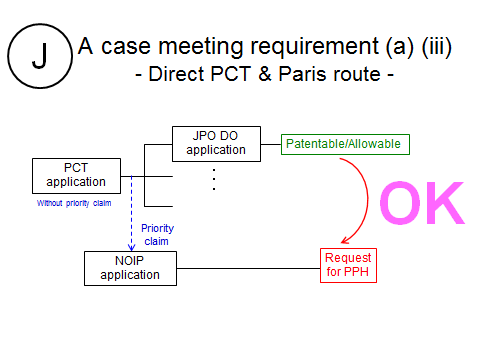 J
A case meeting requirement (a) (iii)
- Direct PCT & Paris route -
JPO DO
application
Patentable/Allowable
PCT
application
Without priority claim
OK
Priority
claim
NOIP
application
Request
for PPH